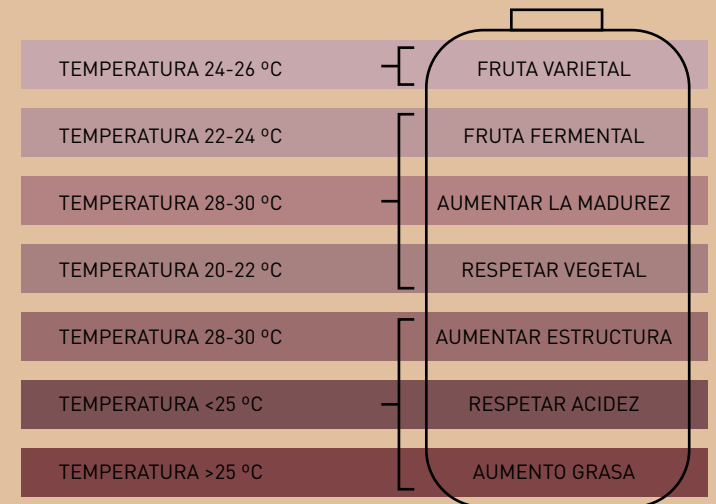 TEMPERATURA 24-26 ºC FRUTA VARIETAL
TEMPERATURA 22-24 ºC FRUTA FERMENTAL
TEMPERATURA 28-30 ºC AUMENTAR LA MADUREZ
TEMPERATURA 20-22 ºC RESPETAR VEGETAL
TEMPERATURA 28-30 ºC AUMENTAR ESTRUCTURA
TEMPERATURA <25 ºC RESPETAR ACIDEZ
TEMPERATURA >25 ºC AUMENTO GRASA